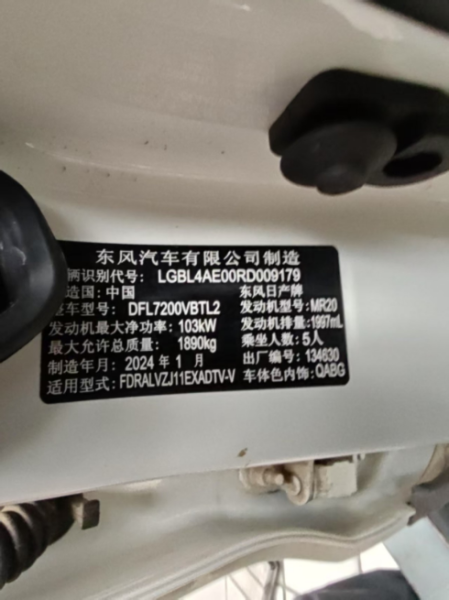 东风汽车有限公司制造
辆识别代号: LGBL4AE00RD009179
造国: 中国 东风日产牌
车型号: DFL7200VBTL2 发动机型号: MR20
发动机最大净功率: 103kW 发动机排量: 1997mL
最大允许总质量: 1890kg 乘坐人数: 5人
制造年月: 2024年1月 出厂编号: 134630
适用型式: FDRALVZJ11EXADTV-V 车体色内饰: QABG